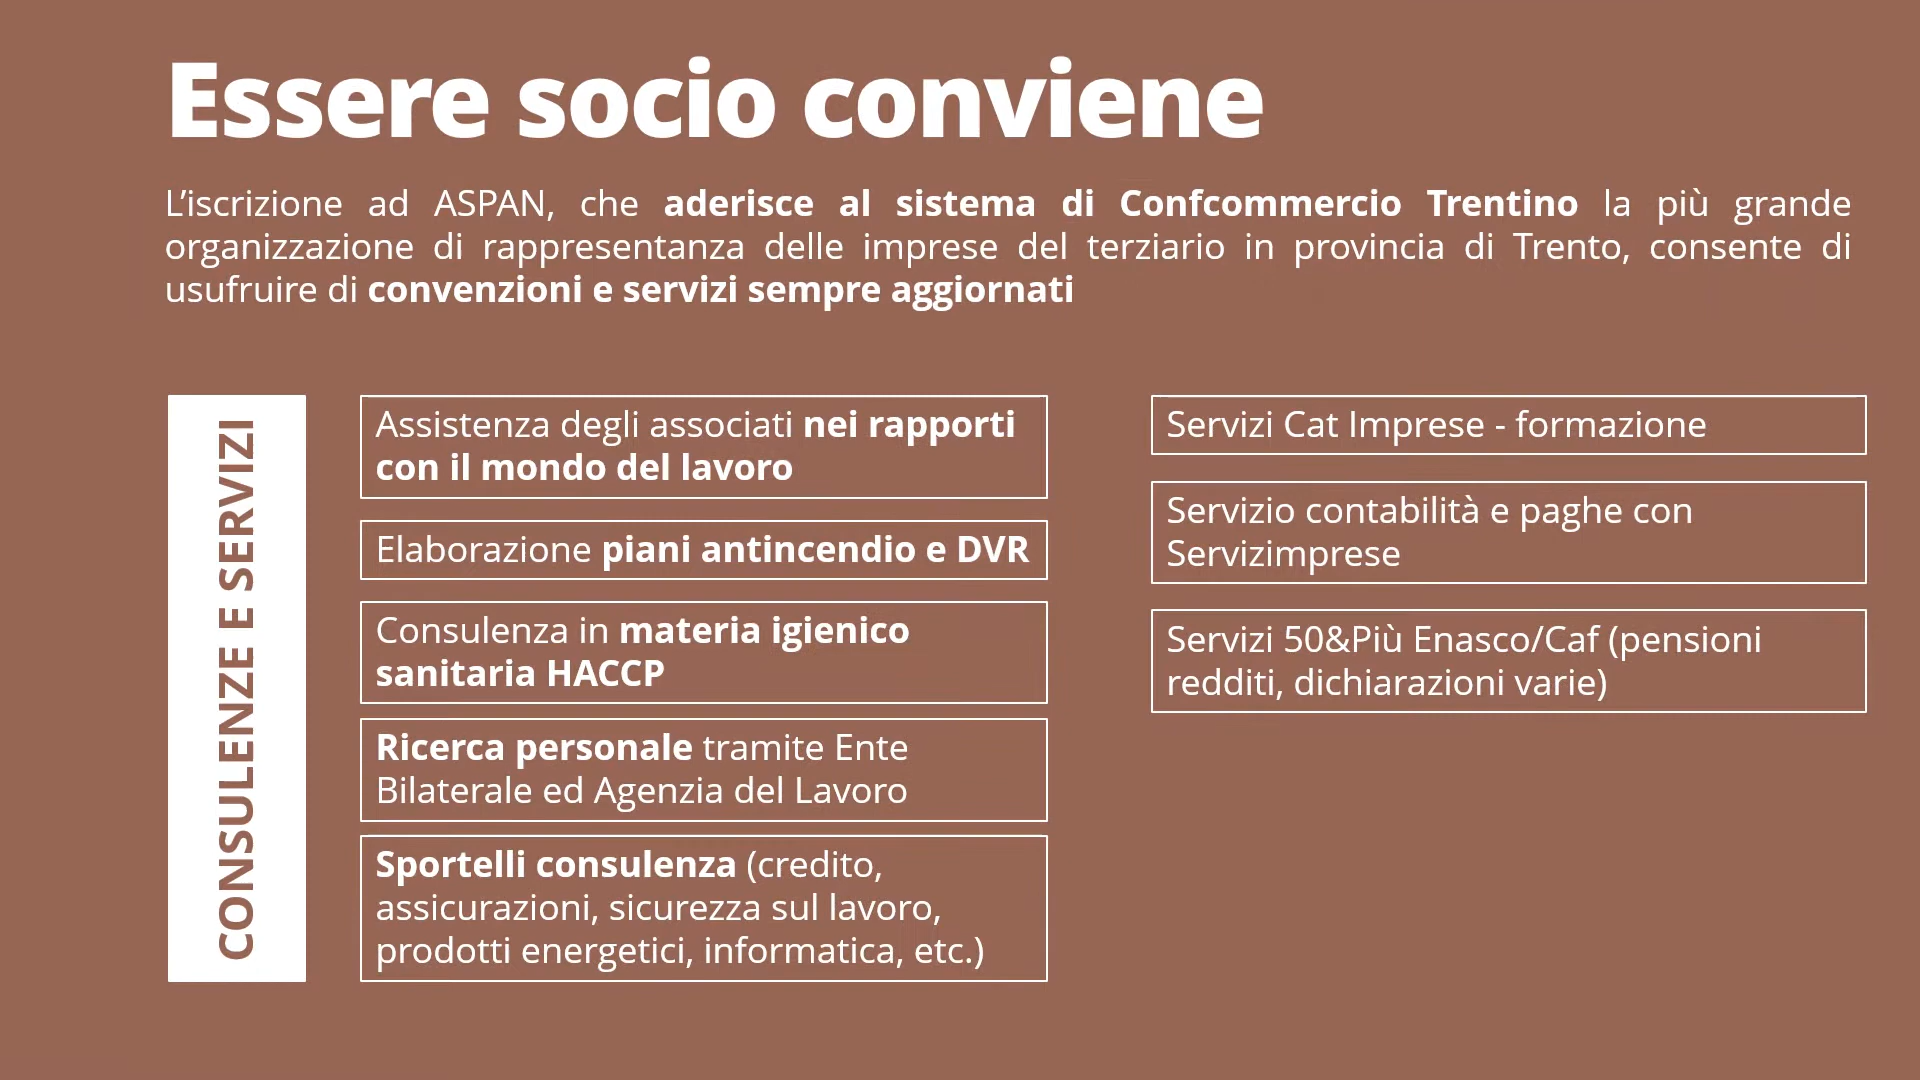 Essere socio conviene
L’iscrizione ad ASPAN, che aderisce al sistema di Confcommercio Trentino la più grande
organizzazione di rappresentanza delle imprese del terziario in provincia di Trento, consente di
usufruire di convenzioni e servizi sempre aggiornati
CONSULENZE E SERVIZI
Assistenza degli associati nei rapporti
con il mondo del lavoro
Elaborazione piani antincendio e DVR
Consulenza in materia igienico
sanitaria HACCP
Ricerca personale tramite Ente
Bilaterale ed Agenzia del Lavoro
Sportelli consulenza (credito,
assicurazioni, sicurezza sul lavoro,
prodotti energetici, informatica, etc.)
Servizi Cat Imprese - formazione
Servizio contabilità e paghe con
Servizimprese
Servizi 50&Più Enasco/Caf (pensioni
redditi, dichiarazioni varie)